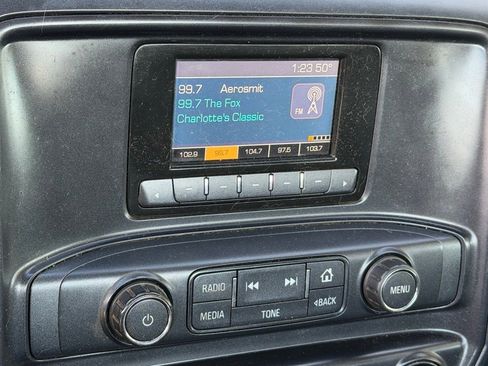 1:23 50°
99.7 Aerosmit
99.7 The Fox
Charlotte's Classic
FM
102.9 99.7 104.7 97.5 103.7
RADIO
MEDIA TONE BACK
MENU